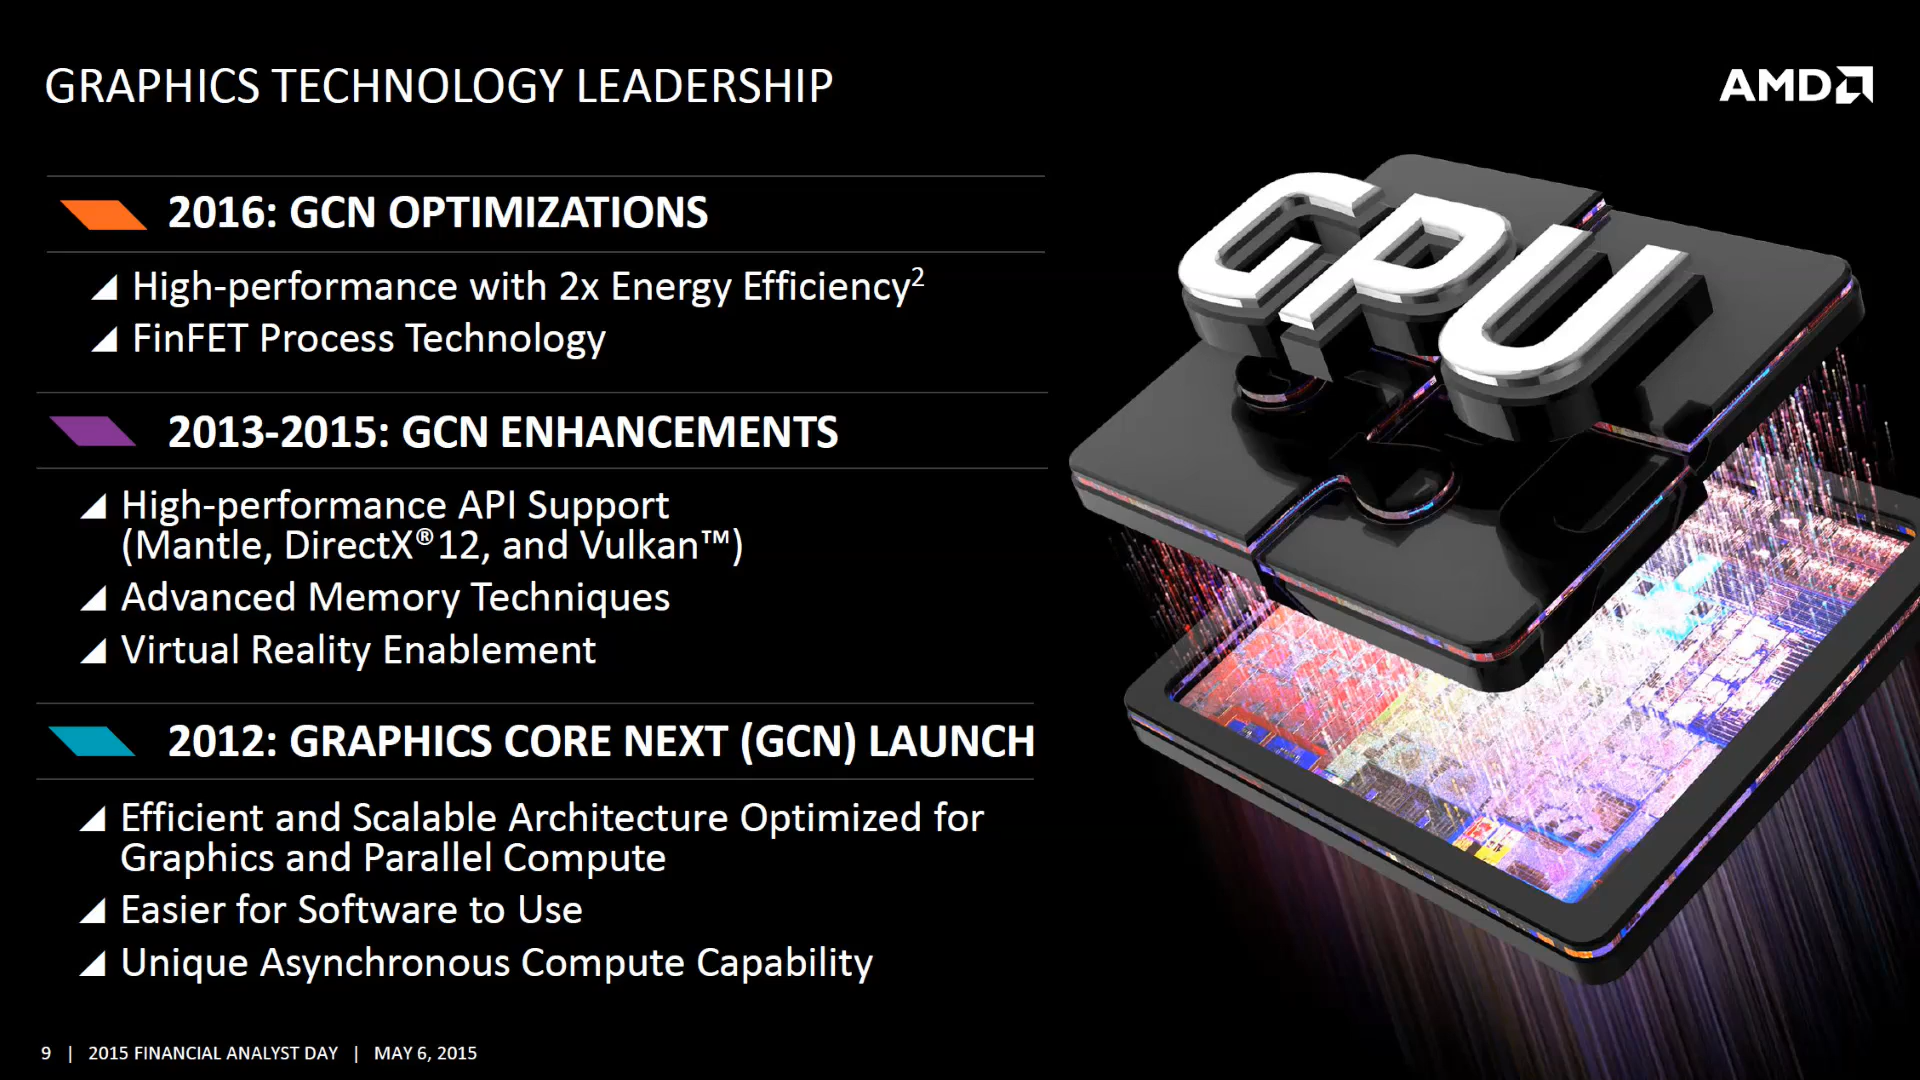 GRAPHICS TECHNOLOGY LEADERSHIP
AMD
2016: GCN OPTIMIZATIONS
High-performance with 2x Energy Efficiency²
FinFET Process Technology
2013-2015: GCN ENHANCEMENTS
High-performance API Support
(Mantle, DirectX®12, and Vulkan™)
Advanced Memory Techniques
Virtual Reality Enablement
2012: GRAPHICS CORE NEXT (GCN) LAUNCH
Efficient and Scalable Architecture Optimized for
Graphics and Parallel Compute
Easier for Software to Use
Unique Asynchronous Compute Capability
GPU
9 | 2015 FINANCIAL ANALYST DAY | MAY 6, 2015